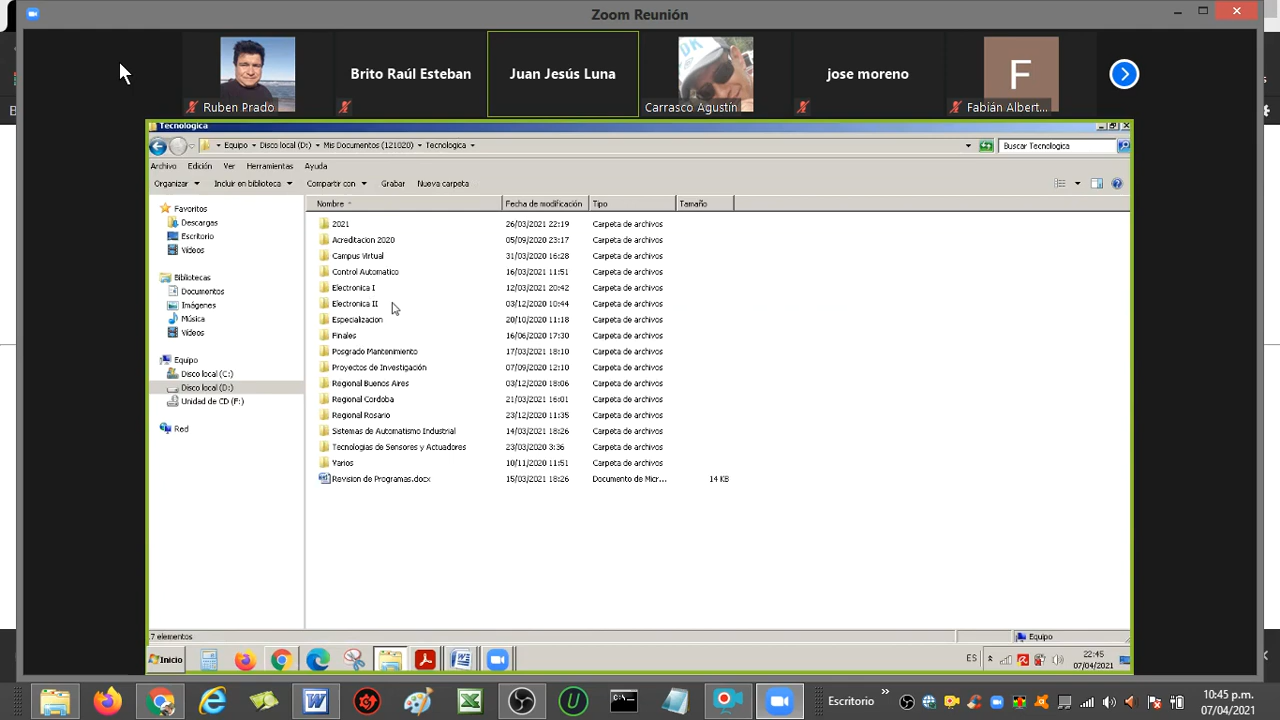 Zoom Reunión
Ruben Prado
Brito Raúl Esteban
Juan Jesús Luna
Carrasco Agustín
jose moreno
F
Fabián Albert...
Tecnologica
Equipo Disco local (D:) Mis Documentos (121020) Tecnologica
Buscar Tecnologica
Archivo Edición Ver Herramientas Ayuda
Organizar Incluir en biblioteca Compartir con Grabar Nueva carpeta
Nombre Fecha de modificación Tipo Tamaño
Favoritos
Descargas
Escritorio
Vídeos
Bibliotecas
Documentos
Imágenes
Música
Vídeos
Equipo
Disco local (C:)
Disco local (D:)
Unidad de CD (F:)
Red
2021 26/03/2021 22:19 Carpeta de archivos
Acreditacion 2020 05/09/2020 23:17 Carpeta de archivos
Campus Virtual 31/03/2020 16:28 Carpeta de archivos
Control Automatico 16/03/2021 11:51 Carpeta de archivos
Electronica I 12/03/2021 20:42 Carpeta de archivos
Electronica II 03/12/2020 10:44 Carpeta de archivos
Especializacion 20/10/2020 11:18 Carpeta de archivos
Finales 16/06/2020 17:30 Carpeta de archivos
Posgrado Mantenimiento 17/03/2021 18:10 Carpeta de archivos
Proyectos de Investigación 07/09/2020 12:10 Carpeta de archivos
Regional Buenos Aires 03/12/2020 18:06 Carpeta de archivos
Regional Cordoba 21/03/2021 16:01 Carpeta de archivos
Regional Rosario 23/12/2020 11:35 Carpeta de archivos
Sistemas de Automatismo Industrial 14/03/2021 18:26 Carpeta de archivos
Tecnologias de Sensores y Actuadores 23/03/2020 3:36 Carpeta de archivos
Varios 10/11/2020 11:51 Carpeta de archivos
Revision de Programas.docx 15/03/2021 18:26 Documento de Micr... 14 KB
7 elementos
Equipo
Inicio
ES
22:45
07/04/2021
Escritorio
10:45 p.m.
07/04/2021